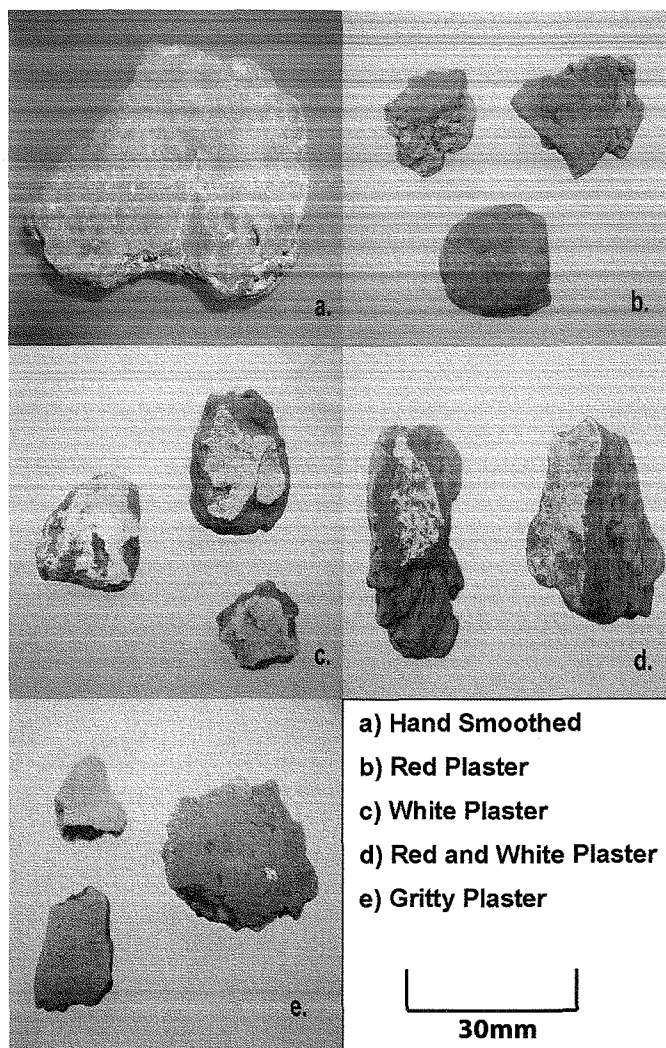 a.
b.
c.
d.
e.
a) Hand Smoothed
b) Red Plaster
c) White Plaster
d) Red and White Plaster
e) Gritty Plaster
30mm